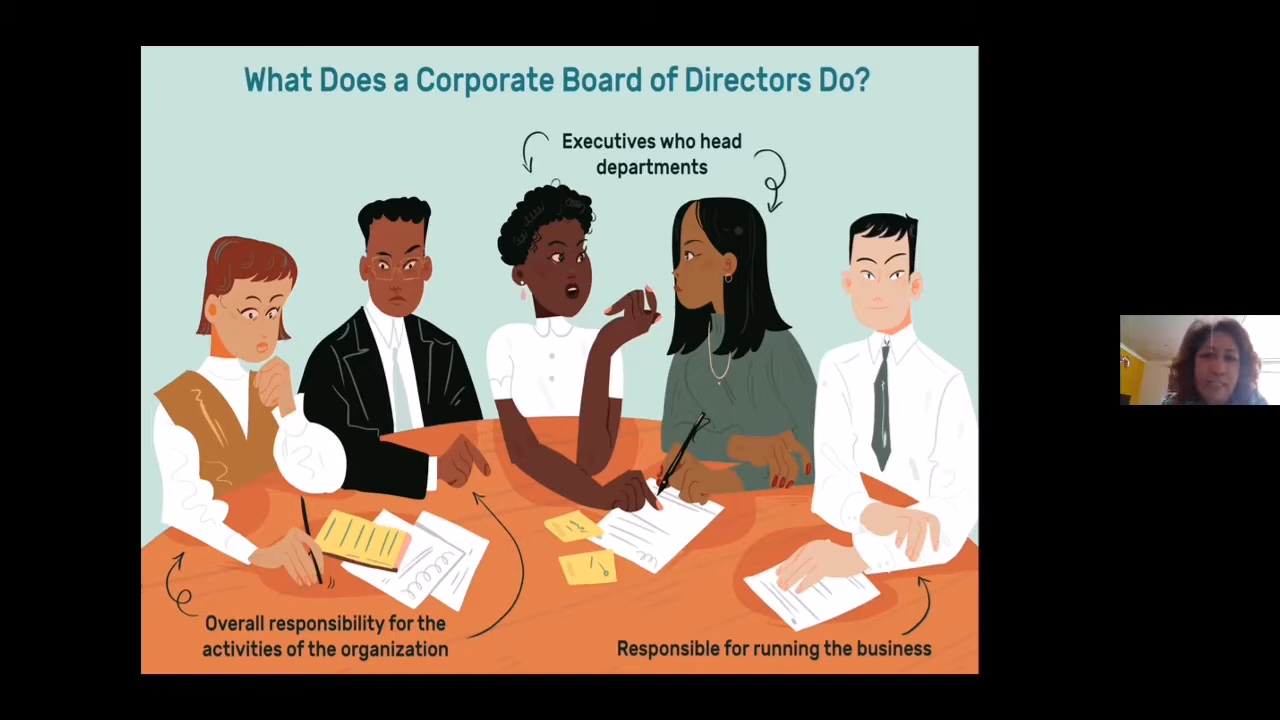 What Does a Corporate Board of Directors Do?
Executives who head
departments
Overall responsibility for the
activities of the organization
Responsible for running the business